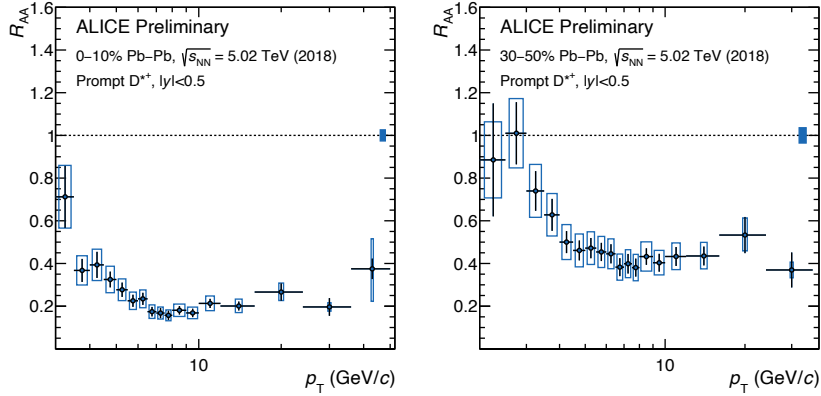 R_AA
1.6
1.4
1.2
1
0.8
0.6
0.4
0.2
ALICE Preliminary
0–10% Pb–Pb, √s_NN = 5.02 TeV (2018)
Prompt D*+, |y|<0.5
10
p_T (GeV/c)
R_AA
1.6
1.4
1.2
1
0.8
0.6
0.4
0.2
ALICE Preliminary
30–50% Pb–Pb, √s_NN = 5.02 TeV (2018)
Prompt D*+, |y|<0.5
10
p_T (GeV/c)